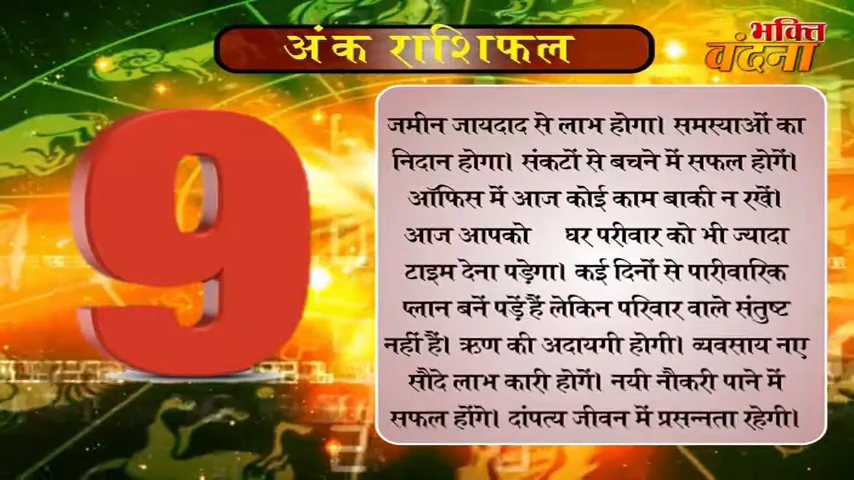 अंक राशिफल
भक्ति
वंदना
9
जमीन जायदाद से लाभ होगा। समस्याओं का
निदान होगा। संकटों से बचने में सफल होगें।
ऑफिस में आज कोई काम बाकी न रखें।
आज आपको घर परीवार को भी ज्यादा
टाइम देना पड़ेगा। कई दिनों से पारीवारिक
प्लान बनें पड़ें हैं लेकिन परिवार वाले संतुष्ट
नहीं हैं। ऋण की अदायगी होगी। व्यवसाय नए
सौदे लाभ कारी होगें। नयी नौकरी पाने में
सफल होंगे। दांपत्य जीवन में प्रसन्नता रहेगी।